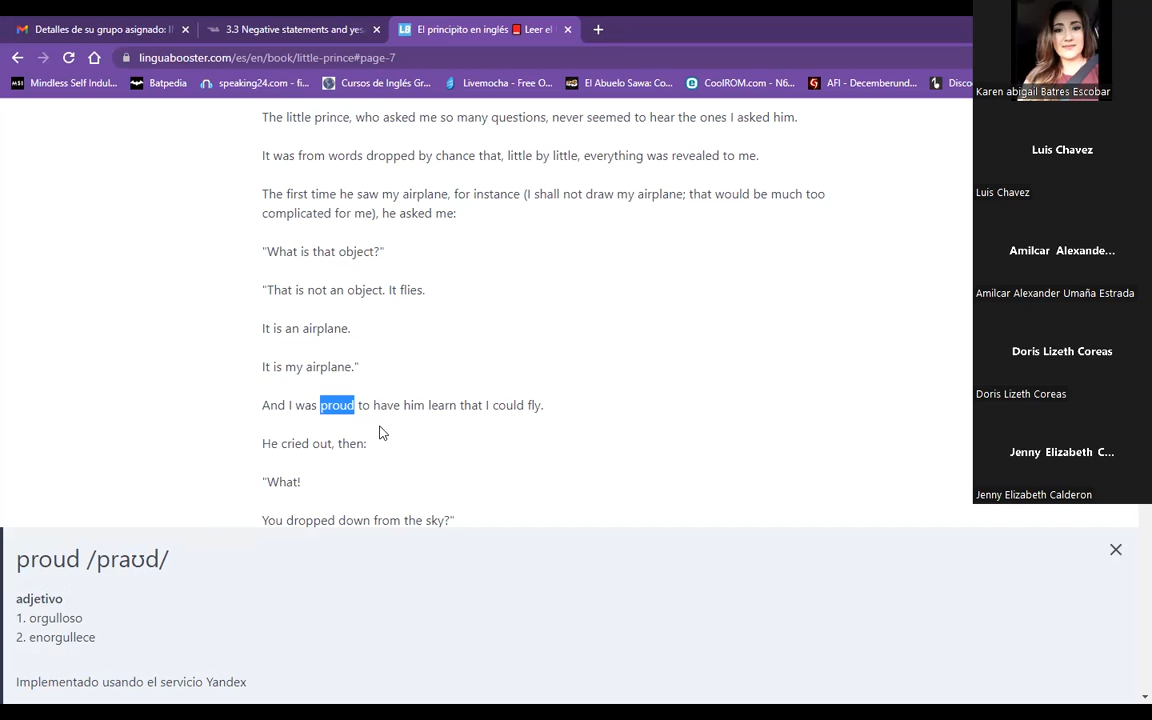 Detalles de su grupo asignado: I
3.3 Negative statements and yes
El principito en inglés Leer el
linguabooster.com/es/en/book/little-prince#page-7
Mindless Self Indul...
Batpedia
speaking24.com - fi...
Cursos de Inglés Gr...
Livemocha - Free O...
El Abuelo Sawa: Co...
CoolROM.com - N6...
AFI - Decemberund...
Disco
The little prince, who asked me so many questions, never seemed to hear the ones I asked him.
It was from words dropped by chance that, little by little, everything was revealed to me.
The first time he saw my airplane, for instance (I shall not draw my airplane; that would be much too
complicated for me), he asked me:
"What is that object?"
"That is not an object. It flies.
It is an airplane.
It is my airplane."
And I was proud to have him learn that I could fly.
He cried out, then:
"What!
You dropped down from the sky?"
proud /praʊd/
adjetivo
1. orgulloso
2. enorgullece
Implementado usando el servicio Yandex
Karen abigail Batres Escobar
Luis Chavez
Luis Chavez
Amilcar Alexande...
Amilcar Alexander Umaña Estrada
Doris Lizeth Coreas
Doris Lizeth Coreas
Jenny Elizabeth C...
Jenny Elizabeth Calderon